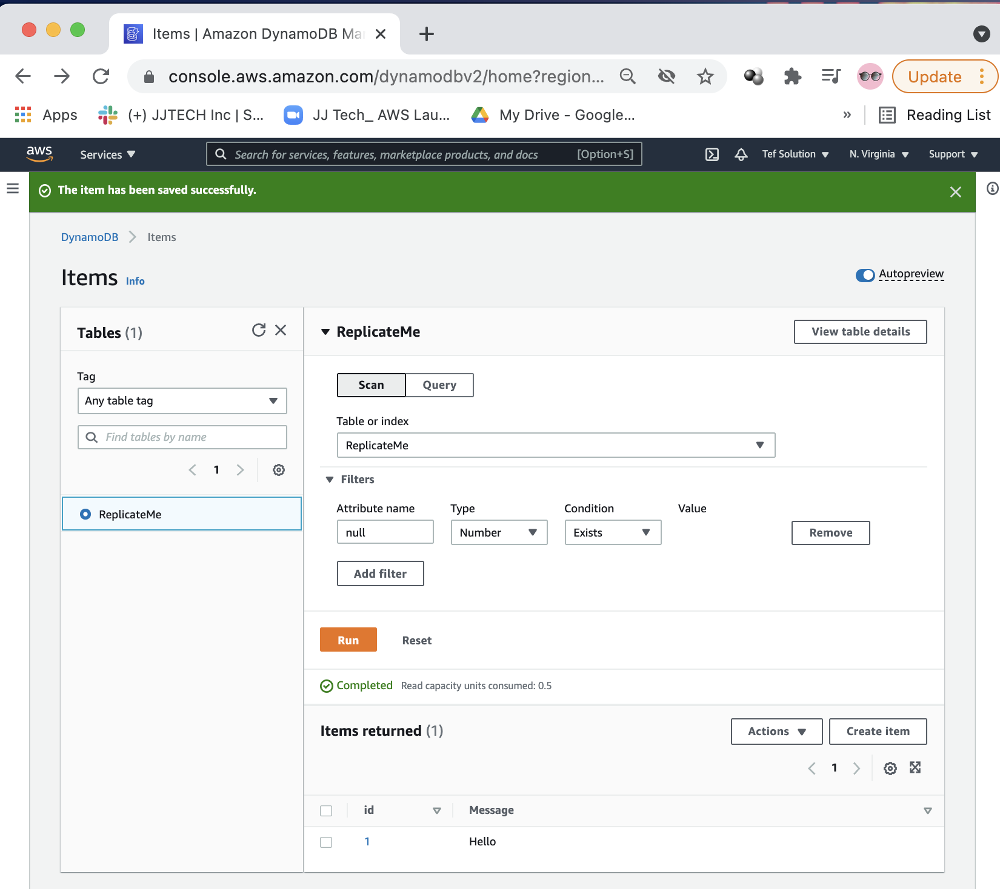 Items | Amazon DynamoDB Ma
console.aws.amazon.com/dynamodbv2/home?region...
Update
Apps
(+) JJTECH Inc | S...
JJ Tech_ AWS Lau...
My Drive - Google...
»
Reading List
aws
Services
Search for services, features, marketplace products, and docs
[Option+S]
Tef Solution
N. Virginia
Support
The item has been saved successfully.
DynamoDB
Items
Items Info
Autopreview
Tables (1)
Tag
Any table tag
Find tables by name
1
ReplicateMe
ReplicateMe
View table details
Scan
Query
Table or index
ReplicateMe
Filters
Attribute name
Type
Condition
Value
null
Number
Exists
Remove
Add filter
Run
Reset
Completed
Read capacity units consumed: 0.5
Items returned (1)
Actions
Create item
1
id
Message
1
Hello